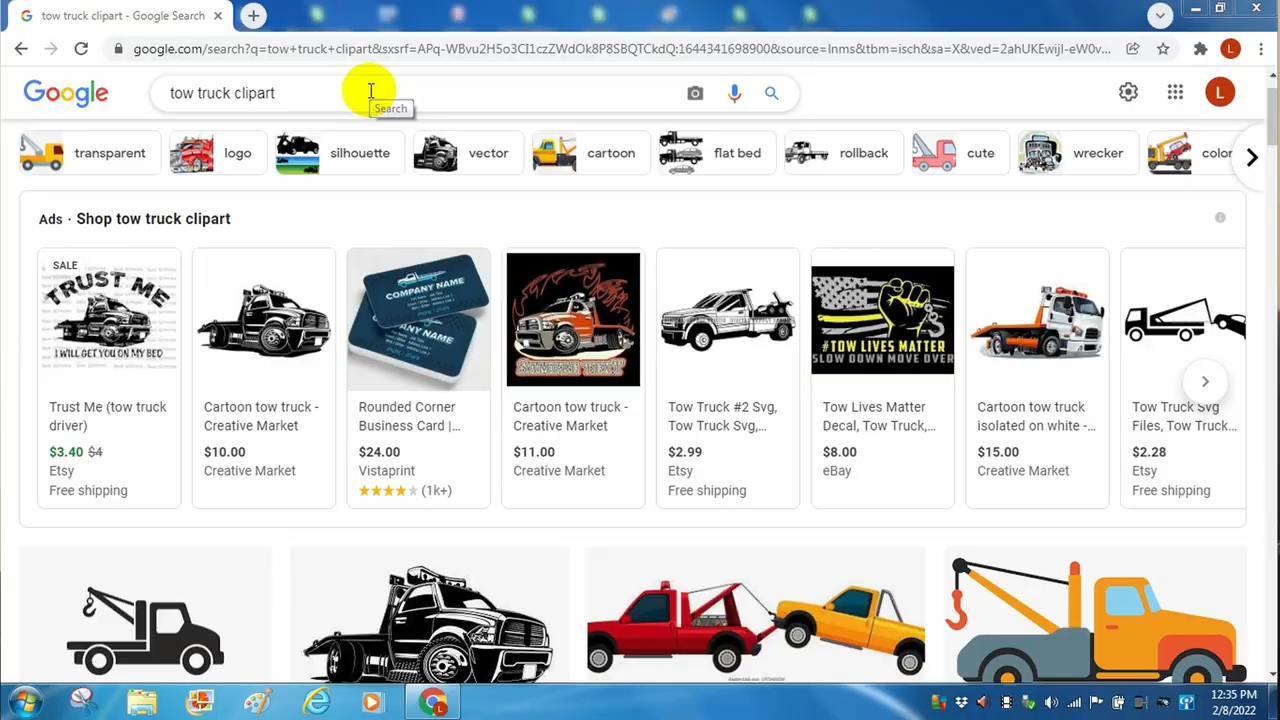 tow truck clipart - Google Search
google.com/search?q=tow+truck+clipart&sxsrf=APq-WBvu2H5o3CI1czZWdOk8P8SBQTCkdQ:1644341698900&source=lnms&tbm=isch&sa=X&ved=2ahUKEwijl-eW0v...
L
Google
tow truck clipart
L
Search
transparent
logo
silhouette
vector
cartoon
flat bed
rollback
cute
wrecker
color
Ads · Shop tow truck clipart
SALE
TRUST ME
I WILL GET YOU ON MY BED
COMPANY NAME
COMPANY NAME
#TOW LIVES MATTER
SLOW DOWN MOVE OVER
Trust Me (tow truck
driver)
$3.40 $4
Etsy
Free shipping
Cartoon tow truck -
Creative Market
$10.00
Creative Market
Rounded Corner
Business Card |...
$24.00
Vistaprint
(1k+)
Cartoon tow truck -
Creative Market
$11.00
Creative Market
Tow Truck #2 Svg,
Tow Truck Svg,...
$2.99
Etsy
Free shipping
Tow Lives Matter
Decal, Tow Truck,...
$8.00
eBay
Cartoon tow truck
isolated on white -...
$15.00
Creative Market
Tow Truck Svg
Files, Tow Truck...
$2.28
Etsy
Free shipping
L
12:35 PM
2/8/2022